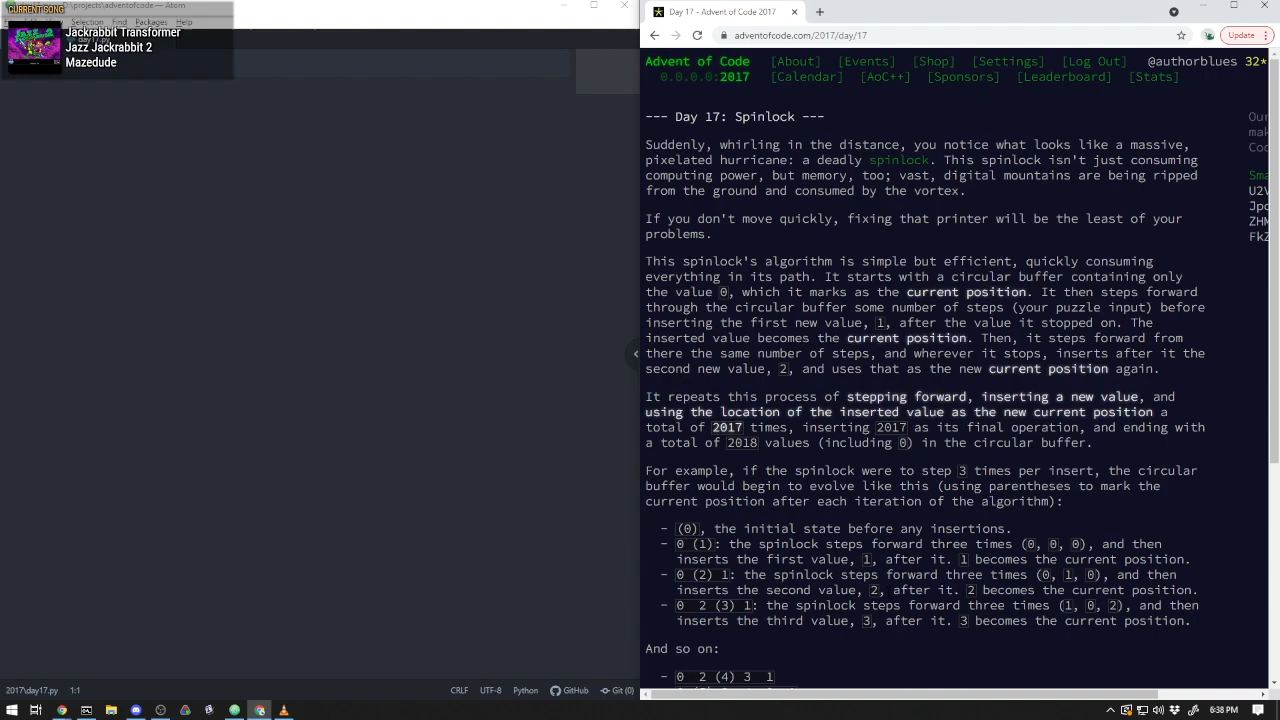 CURRENT SONG
\projects\adventofcode — Atom
Selection Find Packages Help
Jackrabbit Transformer
day17.py
Jazz Jackrabbit 2
Mazedude
2017\day17.py 1:1
CRLF UTF-8 Python GitHub Git (0)
Day 17 - Advent of Code 2017
adventofcode.com/2017/day/17
Update
Advent of Code [About] [Events] [Shop] [Settings] [Log Out] @authorblues 32*
0.0.0.0:2017 [Calendar] [AoC++] [Sponsors] [Leaderboard] [Stats]
--- Day 17: Spinlock ---
Suddenly, whirling in the distance, you notice what looks like a massive,
pixelated hurricane: a deadly spinlock. This spinlock isn't just consuming
computing power, but memory, too; vast, digital mountains are being ripped
from the ground and consumed by the vortex.
If you don't move quickly, fixing that printer will be the least of your
problems.
This spinlock's algorithm is simple but efficient, quickly consuming
everything in its path. It starts with a circular buffer containing only
the value 0, which it marks as the current position. It then steps forward
through the circular buffer some number of steps (your puzzle input) before
inserting the first new value, 1, after the value it stopped on. The
inserted value becomes the current position. Then, it steps forward from
there the same number of steps, and wherever it stops, inserts after it the
second new value, 2, and uses that as the new current position again.
It repeats this process of stepping forward, inserting a new value, and
using the location of the inserted value as the new current position a
total of 2017 times, inserting 2017 as its final operation, and ending with
a total of 2018 values (including 0) in the circular buffer.
For example, if the spinlock were to step 3 times per insert, the circular
buffer would begin to evolve like this (using parentheses to mark the
current position after each iteration of the algorithm):
- (0), the initial state before any insertions.
- 0 (1): the spinlock steps forward three times (0, 0, 0), and then
inserts the first value, 1, after it. 1 becomes the current position.
- 0 (2) 1: the spinlock steps forward three times (0, 1, 0), and then
inserts the second value, 2, after it. 2 becomes the current position.
- 0 2 (3) 1: the spinlock steps forward three times (1, 0, 2), and then
inserts the third value, 3, after it. 3 becomes the current position.
And so on:
- 0 2 (4) 3 1
Our
mak
Coc
Sma
U2V
Jpc
ZHM
FkZ
6:38 PM